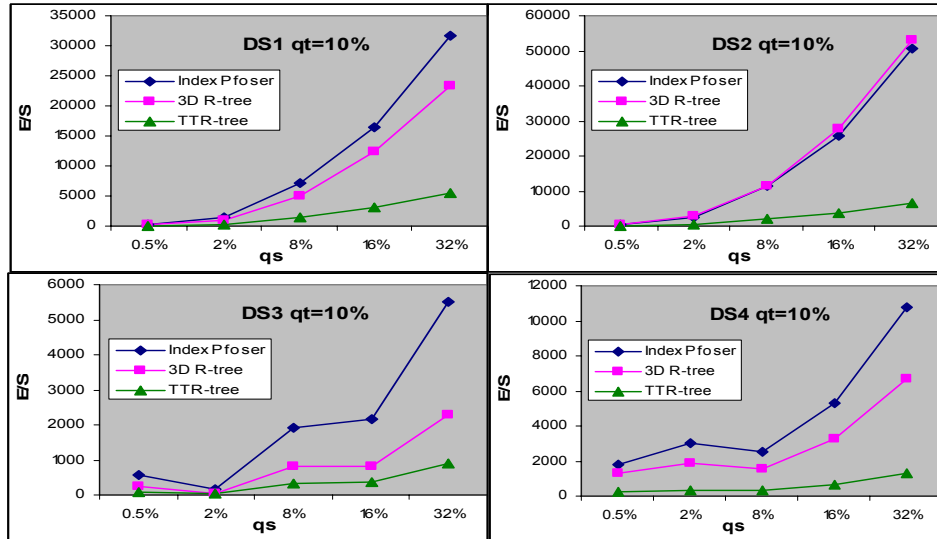 DS1 qt=10%
E/S
35000
30000
25000
20000
15000
10000
5000
0
Index Pfoser
3D R-tree
TTR-tree
0.5% 2% 8% 16% 32%
qs
DS2 qt=10%
E/S
60000
50000
40000
30000
20000
10000
0
Index Pfoser
3D R-tree
TTR-tree
0.5% 2% 8% 16% 32%
qs
DS3 qt=10%
E/S
6000
5000
4000
3000
2000
1000
0
Index Pfoser
3D R-tree
TTR-tree
0.5% 2% 8% 16% 32%
qs
DS4 qt=10%
E/S
12000
10000
8000
6000
4000
2000
0
Index Pfoser
3D R-tree
TTR-tree
0.5% 2% 8% 16% 32%
qs